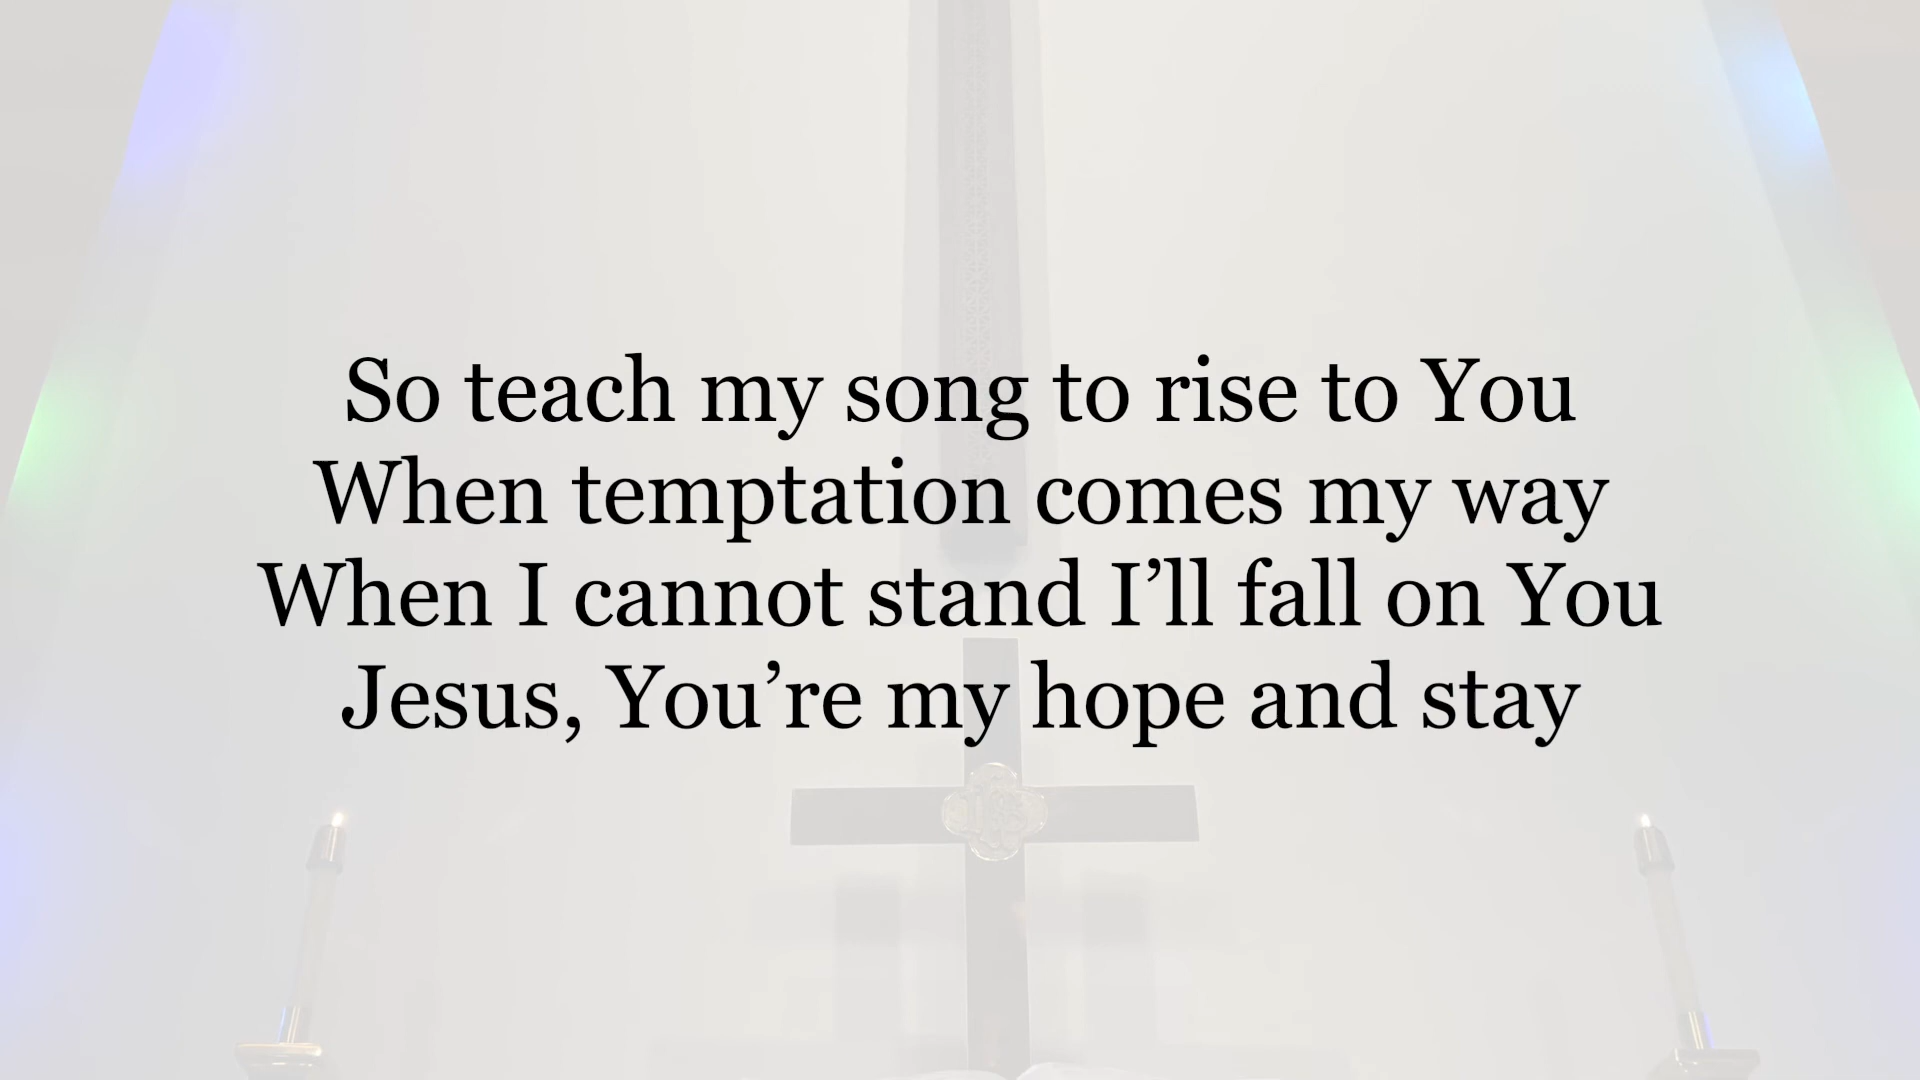 So teach my song to rise to You
When temptation comes my way
When I cannot stand I’ll fall on You
Jesus, You’re my hope and stay